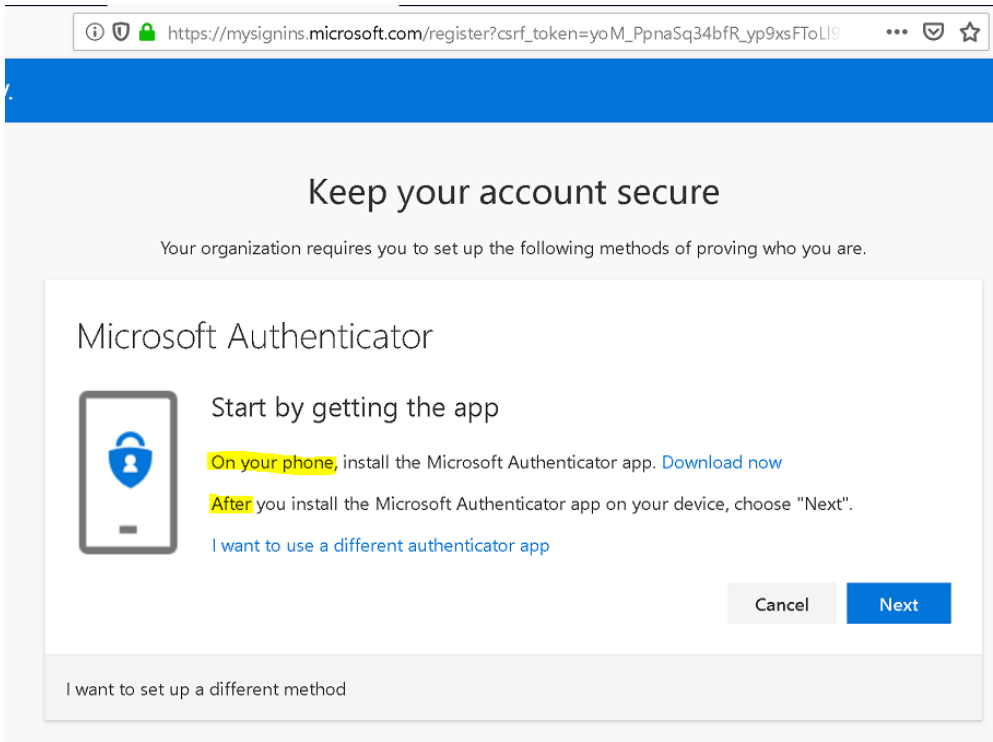 https://mysignins.microsoft.com/register?csrf_token=yoM_PpnaSq34bfR_yp9xsFToLl9
y.
Keep your account secure
Your organization requires you to set up the following methods of proving who you are.
Microsoft Authenticator
Start by getting the app
On your phone, install the Microsoft Authenticator app. Download now
After you install the Microsoft Authenticator app on your device, choose "Next".
I want to use a different authenticator app
Cancel Next
I want to set up a different method